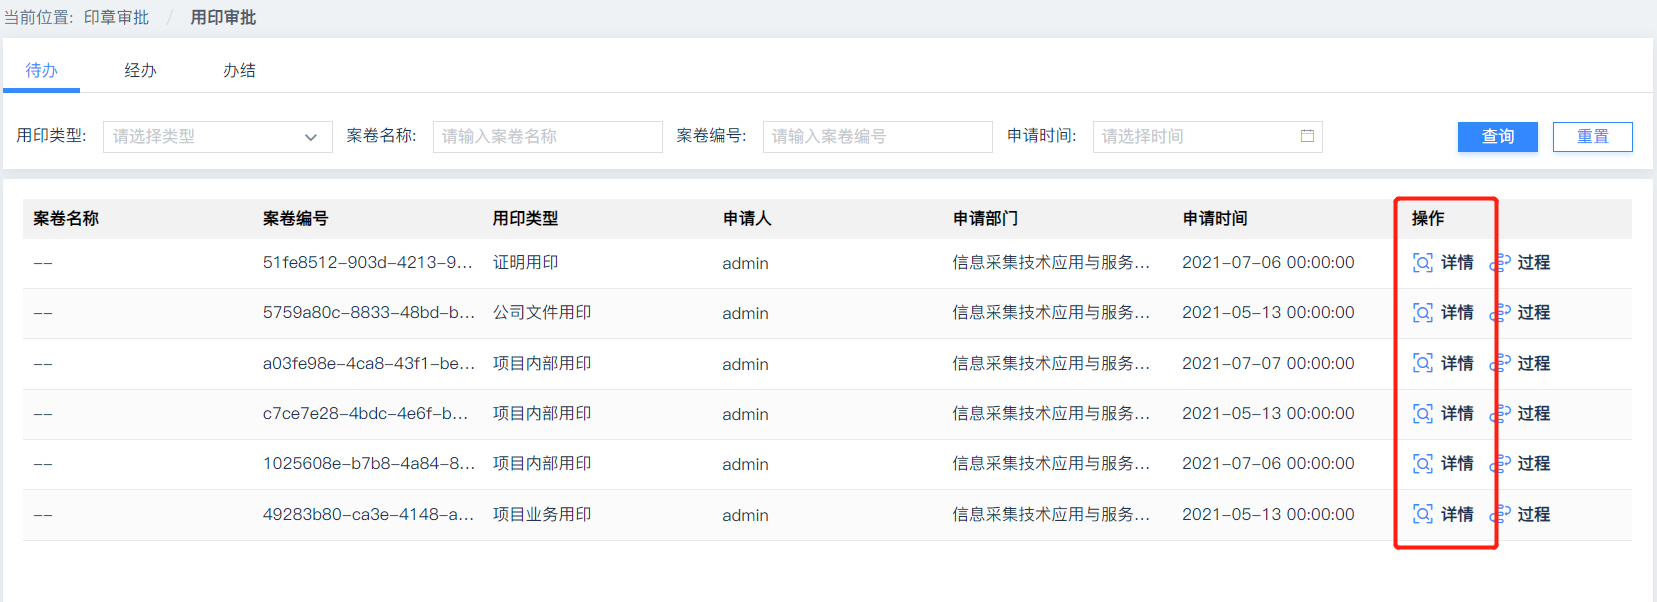 当前位置: 印章审批 / 用印审批
待办 经办 办结
用印类型: 请选择类型 案卷名称: 请输入案卷名称 案卷编号: 请输入案卷编号 申请时间: 请选择时间 查询 重置
案卷名称 案卷编号 用印类型 申请人 申请部门 申请时间 操作
-- 51fe8512-903d-4213-9... 证明用印 admin 信息采集技术应用与服务... 2021-07-06 00:00:00 详情 过程
-- 5759a80c-8833-48bd-b... 公司文件用印 admin 信息采集技术应用与服务... 2021-05-13 00:00:00 详情 过程
-- a03fe98e-4ca8-43f1-be... 项目内部用印 admin 信息采集技术应用与服务... 2021-07-07 00:00:00 详情 过程
-- c7ce7e28-4bdc-4e6f-b... 项目内部用印 admin 信息采集技术应用与服务... 2021-05-13 00:00:00 详情 过程
-- 1025608e-b7b8-4a84-8... 项目内部用印 admin 信息采集技术应用与服务... 2021-07-06 00:00:00 详情 过程
-- 49283b80-ca3e-4148-a... 项目业务用印 admin 信息采集技术应用与服务... 2021-05-13 00:00:00 详情 过程